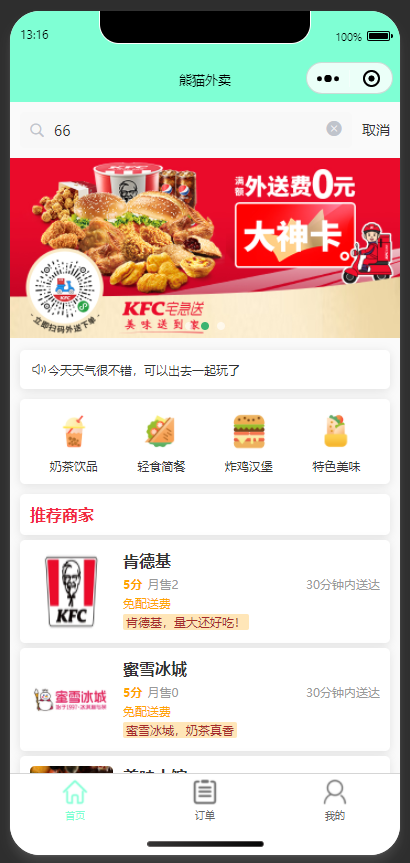 13:16
100%
熊猫外卖
66
取消
满额外送费0元
大神卡
KFC
KFC宅急送
美味送到家
·立即扫码外送下单·
今天天气很不错，可以出去一起玩了
奶茶饮品
轻食简餐
炸鸡汉堡
特色美味
推荐商家
KFC
肯德基
5分 月售2
30分钟内送达
免配送费
肯德基，量大还好吃！
蜜雪冰城
蜜雪冰城
5分 月售0
30分钟内送达
免配送费
蜜雪冰城，奶茶真香
首页
订单
我的